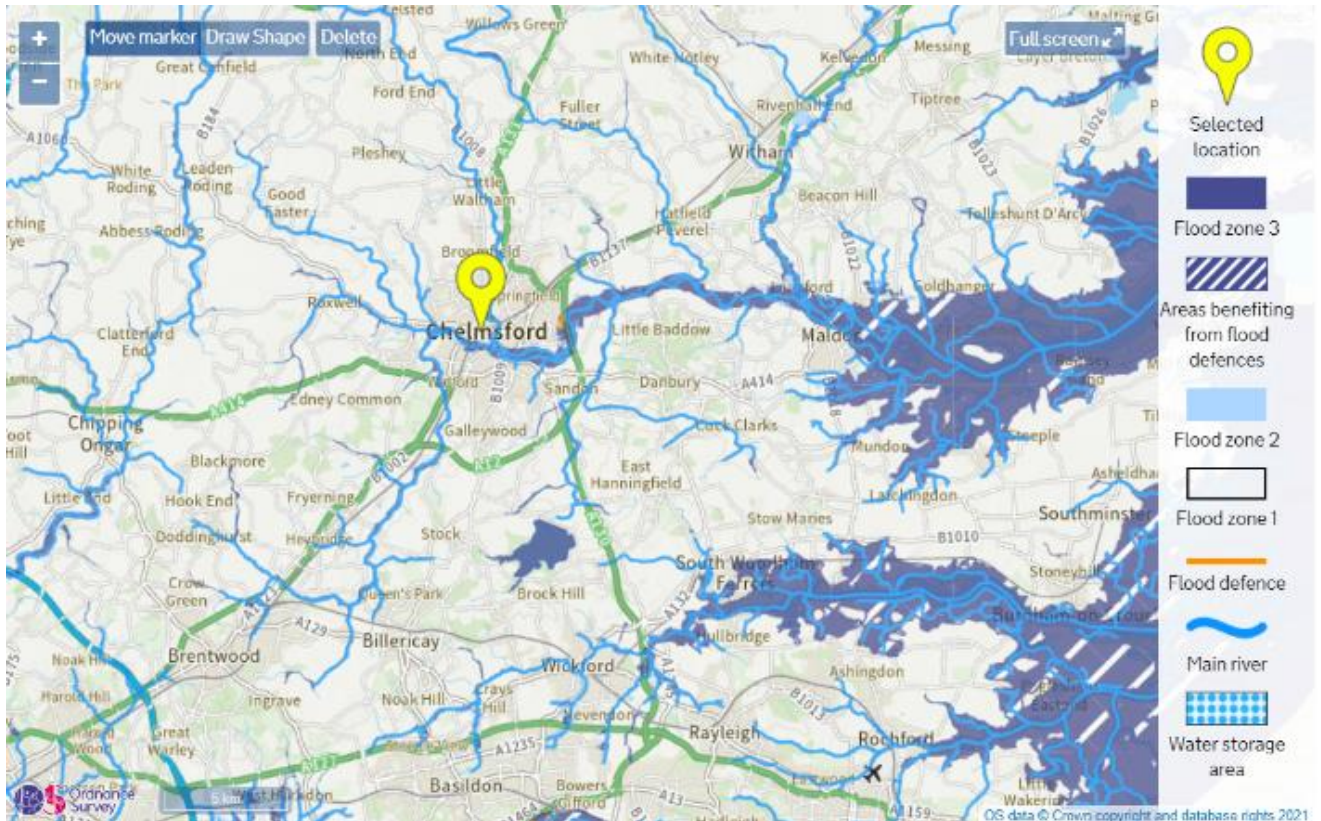 +
−
Move marker
Draw Shape
Delete
Full screen
Willows Green
Messing
Great Canfield
North End
White Notley
Kelvedon
The Park
Ford End
Fuller
Street
Rivenhall End
Tiptree
B1026
B184
A1060
Pleshey
A131
Witham
B1023
White
Roding
Leaden
Roding
Good
Easter
Little
Waltham
Beacon Hill
Hatfield
Peverel
Tolleshunt D'Arcy
Abbess Roding
Broomfield
B1137
B1022
Goldhanger
Roxwell
Springfield
Chelmsford
Little Baddow
Clatterford
End
B1009
Sandon
Danbury
A414
A414
Edney Common
Chipping
Ongar
Galleywood
Cock Clarks
Mundon
Steeple
Blackmore
A12
B1002
East
Hanningfield
Latchingdon
Hook End
Fryerning
Stow Maries
Southminster
Doddinghurst
Stock
A130
B1010
South Woodham
Ferrers
Crow
Green
Queen's Park
Brock Hill
A132
A129
Billericay
Hullbridge
Brentwood
Wickford
Ashingdon
Ingrave
Noak Hill
Crays
Hill
B1013
Nevendon
Great
Warley
Rayleigh
Rochford
A1235
A127
Basildon
Bowers
Gifford
A13
A1159
5 km
Ordnance
Survey
Selected
location
Flood zone 3
Areas benefiting
from flood
defences
Flood zone 2
Flood zone 1
Flood defence
Main river
Water storage
area
OS data © Crown copyright and database rights 2021